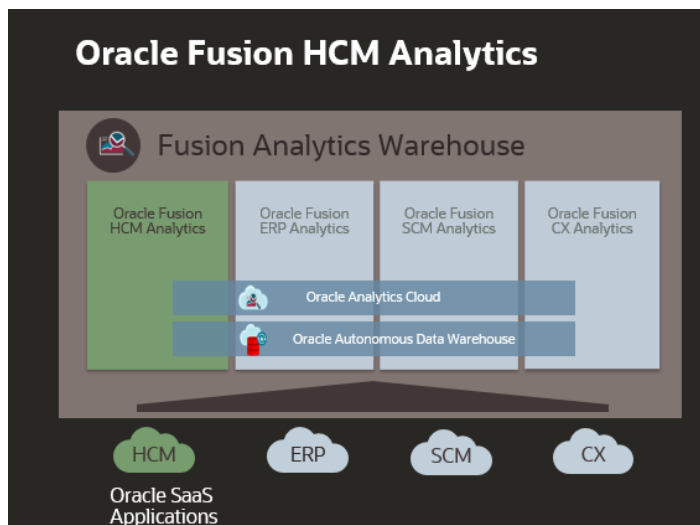 Oracle Fusion HCM Analytics
Fusion Analytics Warehouse
Oracle Fusion
HCM Analytics
Oracle Fusion
ERP Analytics
Oracle Fusion
SCM Analytics
Oracle Fusion
CX Analytics
Oracle Analytics Cloud
Oracle Autonomous Data Warehouse
HCM
ERP
SCM
CX
Oracle SaaS
Applications